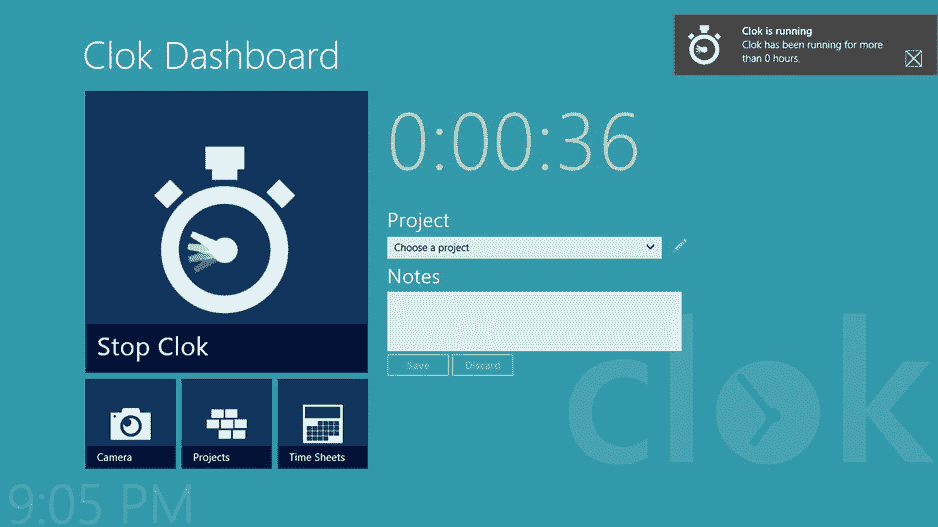 Clok is running
Clok has been running for more
than 0 hours.
Clok Dashboard
0:00:36
Project
Choose a project
Notes
Stop Clok
Save
Discard
Camera
Projects
Time Sheets
clok
9:05 PM